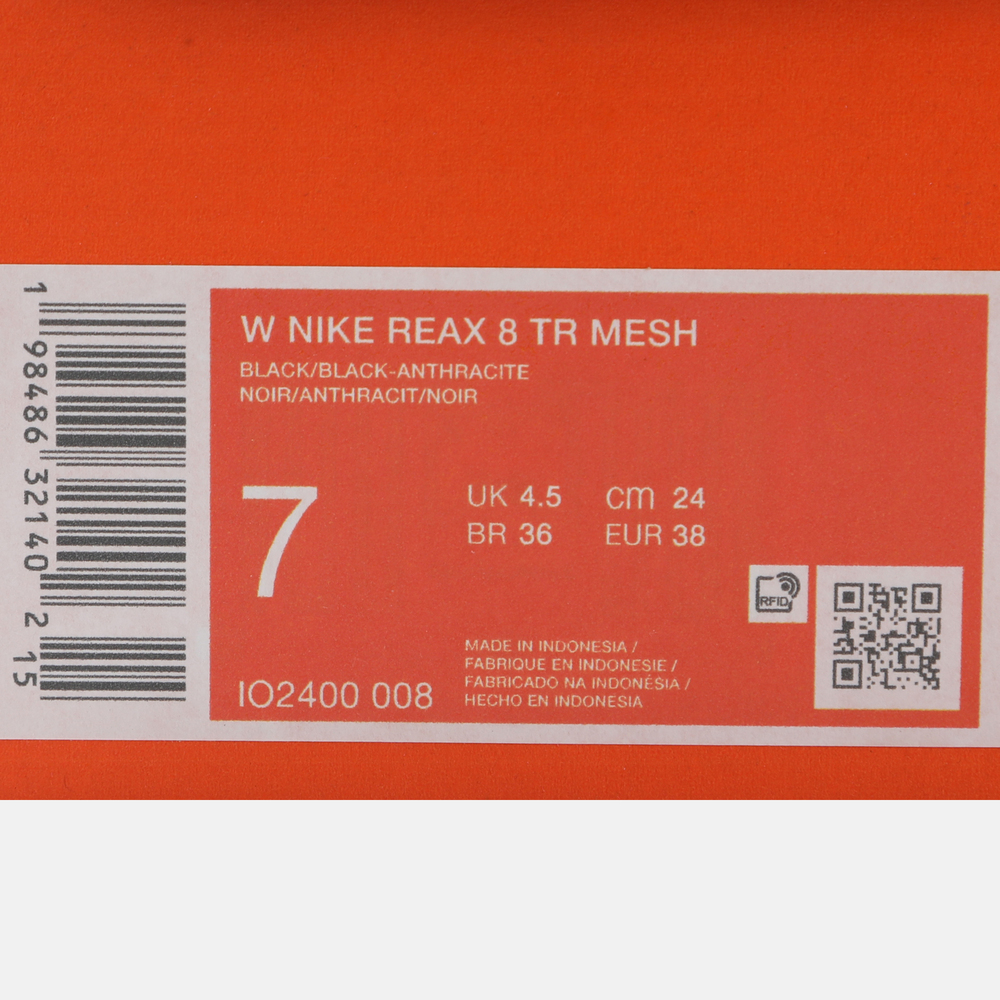 1 98486 32140 2 15
W NIKE REAX 8 TR MESH
BLACK/BLACK-ANTHRACITE
NOIR/ANTHRACIT/NOIR
7
UK 4.5 cm 24
BR 36 EUR 38
RFID
MADE IN INDONESIA /
FABRIQUE EN INDONESIE /
FABRICADO NA INDONÉSIA /
HECHO EN INDONESIA
IO2400 008